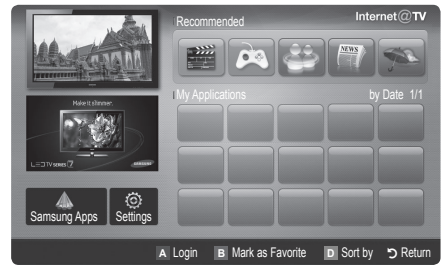 Internet@TV
Recommended
NEWS
My Applications by Date 1/1
Make it slimmer.
LED TV SERIES 7 SAMSUNG
Samsung Apps Settings
A Login B Mark as Favorite D Sort by Return